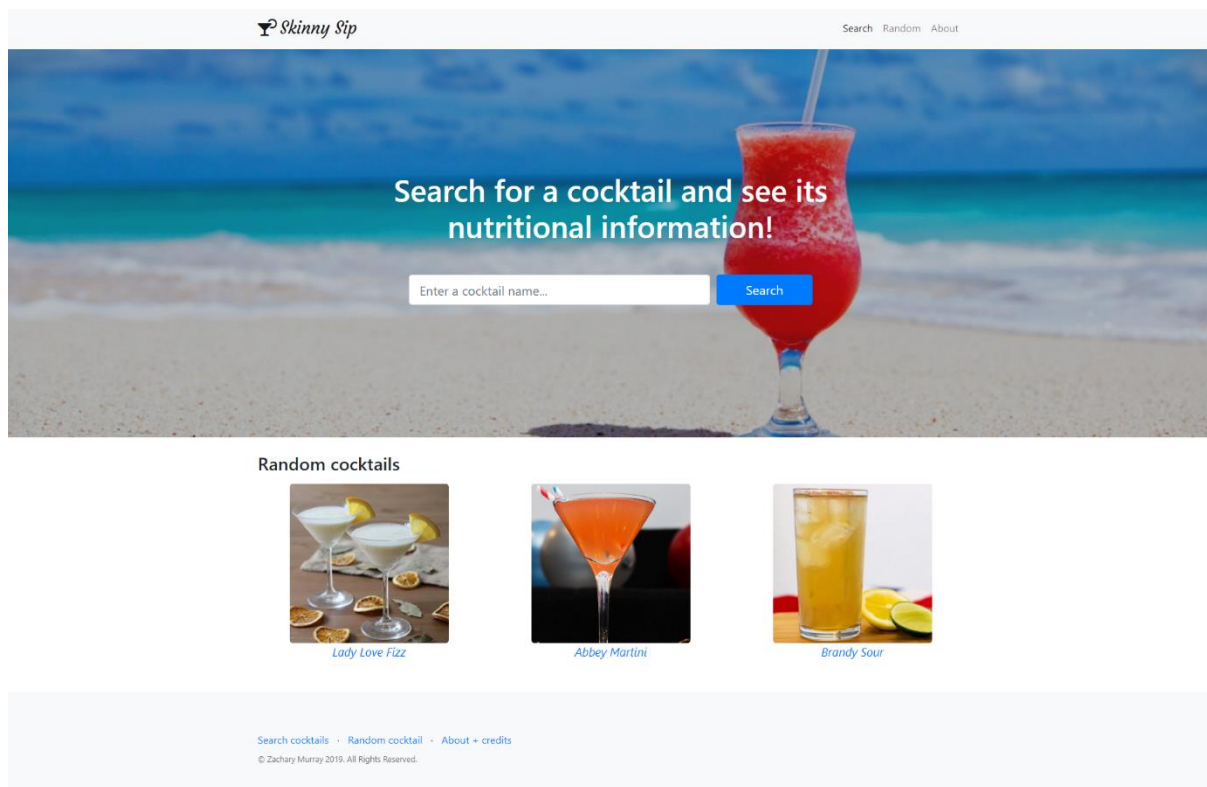 Skinny Sip
Search Random About
Search for a cocktail and see its
nutritional information!
Enter a cocktail name...
Search
Random cocktails
Lady Love Fizz
Abbey Martini
Brandy Sour
Search cocktails · Random cocktail · About + credits
© Zachary Murray 2019. All Rights Reserved.